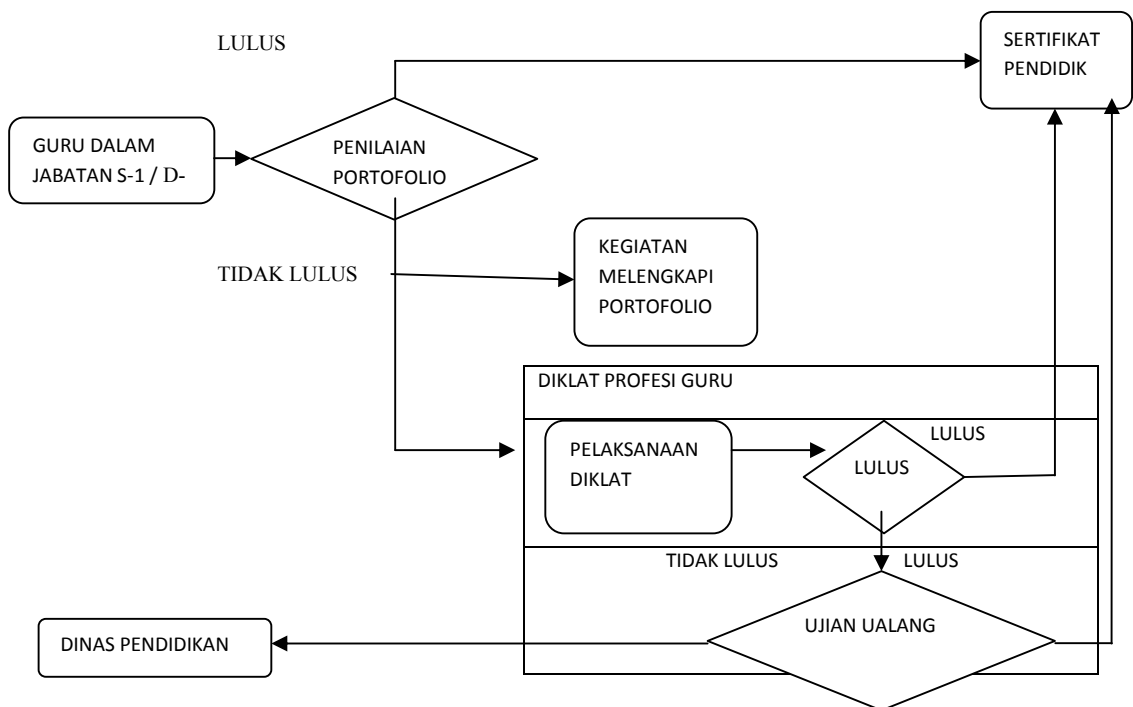 LULUS
SERTIFIKAT
PENDIDIK
GURU DALAM
JABATAN S-1 / D-
PENILAIAN
PORTOFOLIO
TIDAK LULUS
KEGIATAN
MELENGKAPI
PORTOFOLIO
DIKLAT PROFESI GURU
PELAKSANAAN
DIKLAT
LULUS
LULUS
TIDAK LULUS
LULUS
UJIAN UALANG
DINAS PENDIDIKAN